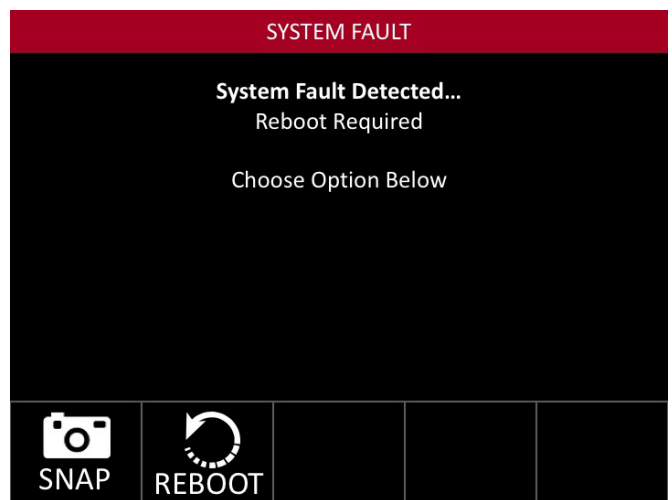 SYSTEM FAULT
System Fault Detected...
Reboot Required
Choose Option Below
SNAP
REBOOT